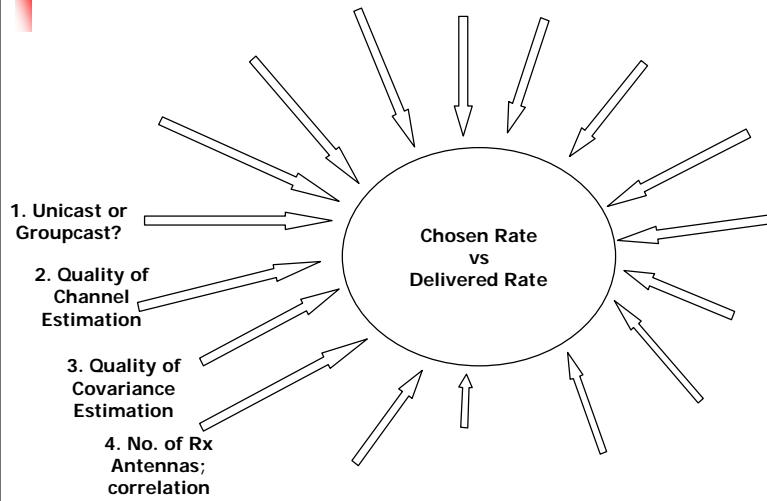 1. Unicast or
Groupcast?
2. Quality of
Channel
Estimation
3. Quality of
Covariance
Estimation
4. No. of Rx
Antennas;
correlation
Chosen Rate
vs
Delivered Rate